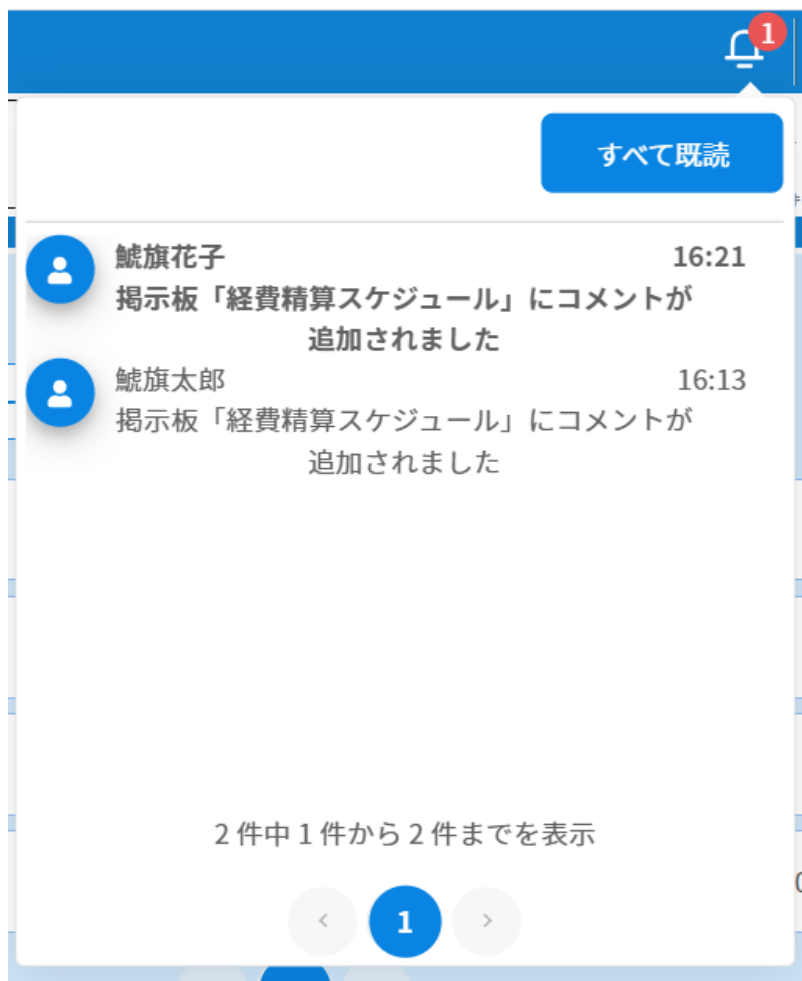 1
すべて既読
鯱旗花子 16:21
掲示板「経費精算スケジュール」にコメントが
追加されました
鯱旗太郎 16:13
掲示板「経費精算スケジュール」にコメントが
追加されました
2 件中 1 件から 2 件までを表示
‹ 1 ›